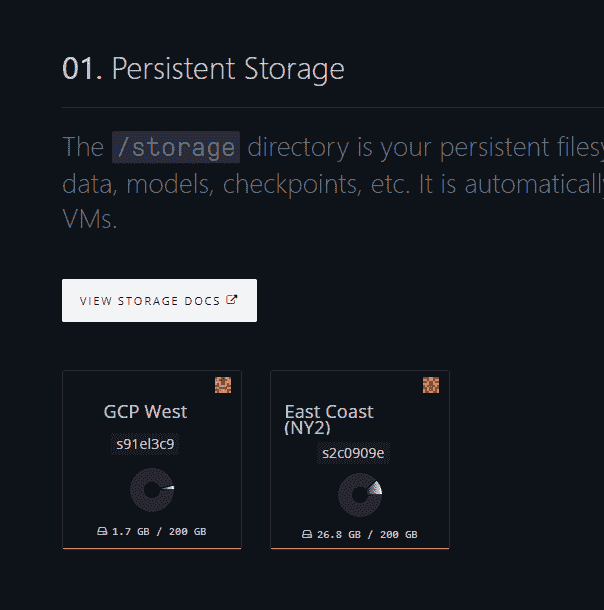 01. Persistent Storage
The /storage directory is your persistent
data, models, checkpoints, etc. It is automatically
VMs.
VIEW STORAGE DOCS
GCP West
s91el3c9
1.7 GB / 200 GB
East Coast
(NY2)
s2c0909e
26.8 GB / 200 GB